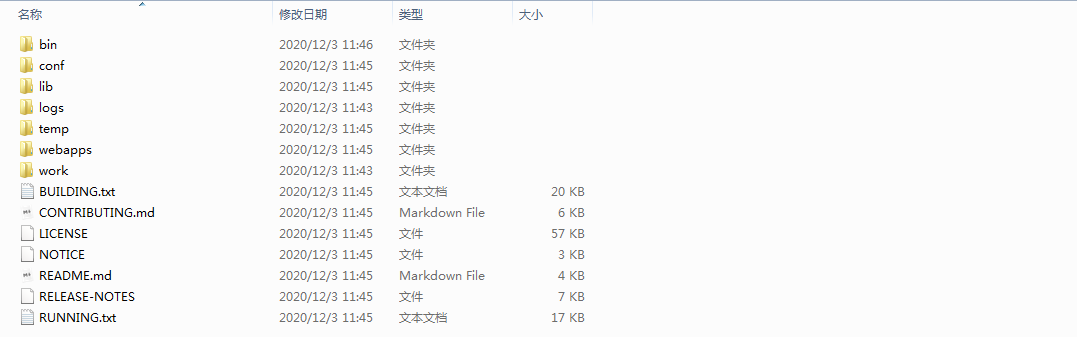 名称 修改日期 类型 大小
bin 2020/12/3 11:46 文件夹
conf 2020/12/3 11:45 文件夹
lib 2020/12/3 11:45 文件夹
logs 2020/12/3 11:43 文件夹
temp 2020/12/3 11:45 文件夹
webapps 2020/12/3 11:45 文件夹
work 2020/12/3 11:43 文件夹
BUILDING.txt 2020/12/3 11:45 文本文档 20 KB
CONTRIBUTING.md 2020/12/3 11:45 Markdown File 6 KB
LICENSE 2020/12/3 11:45 文件 57 KB
NOTICE 2020/12/3 11:45 文件 3 KB
README.md 2020/12/3 11:45 Markdown File 4 KB
RELEASE-NOTES 2020/12/3 11:45 文件 7 KB
RUNNING.txt 2020/12/3 11:45 文本文档 17 KB